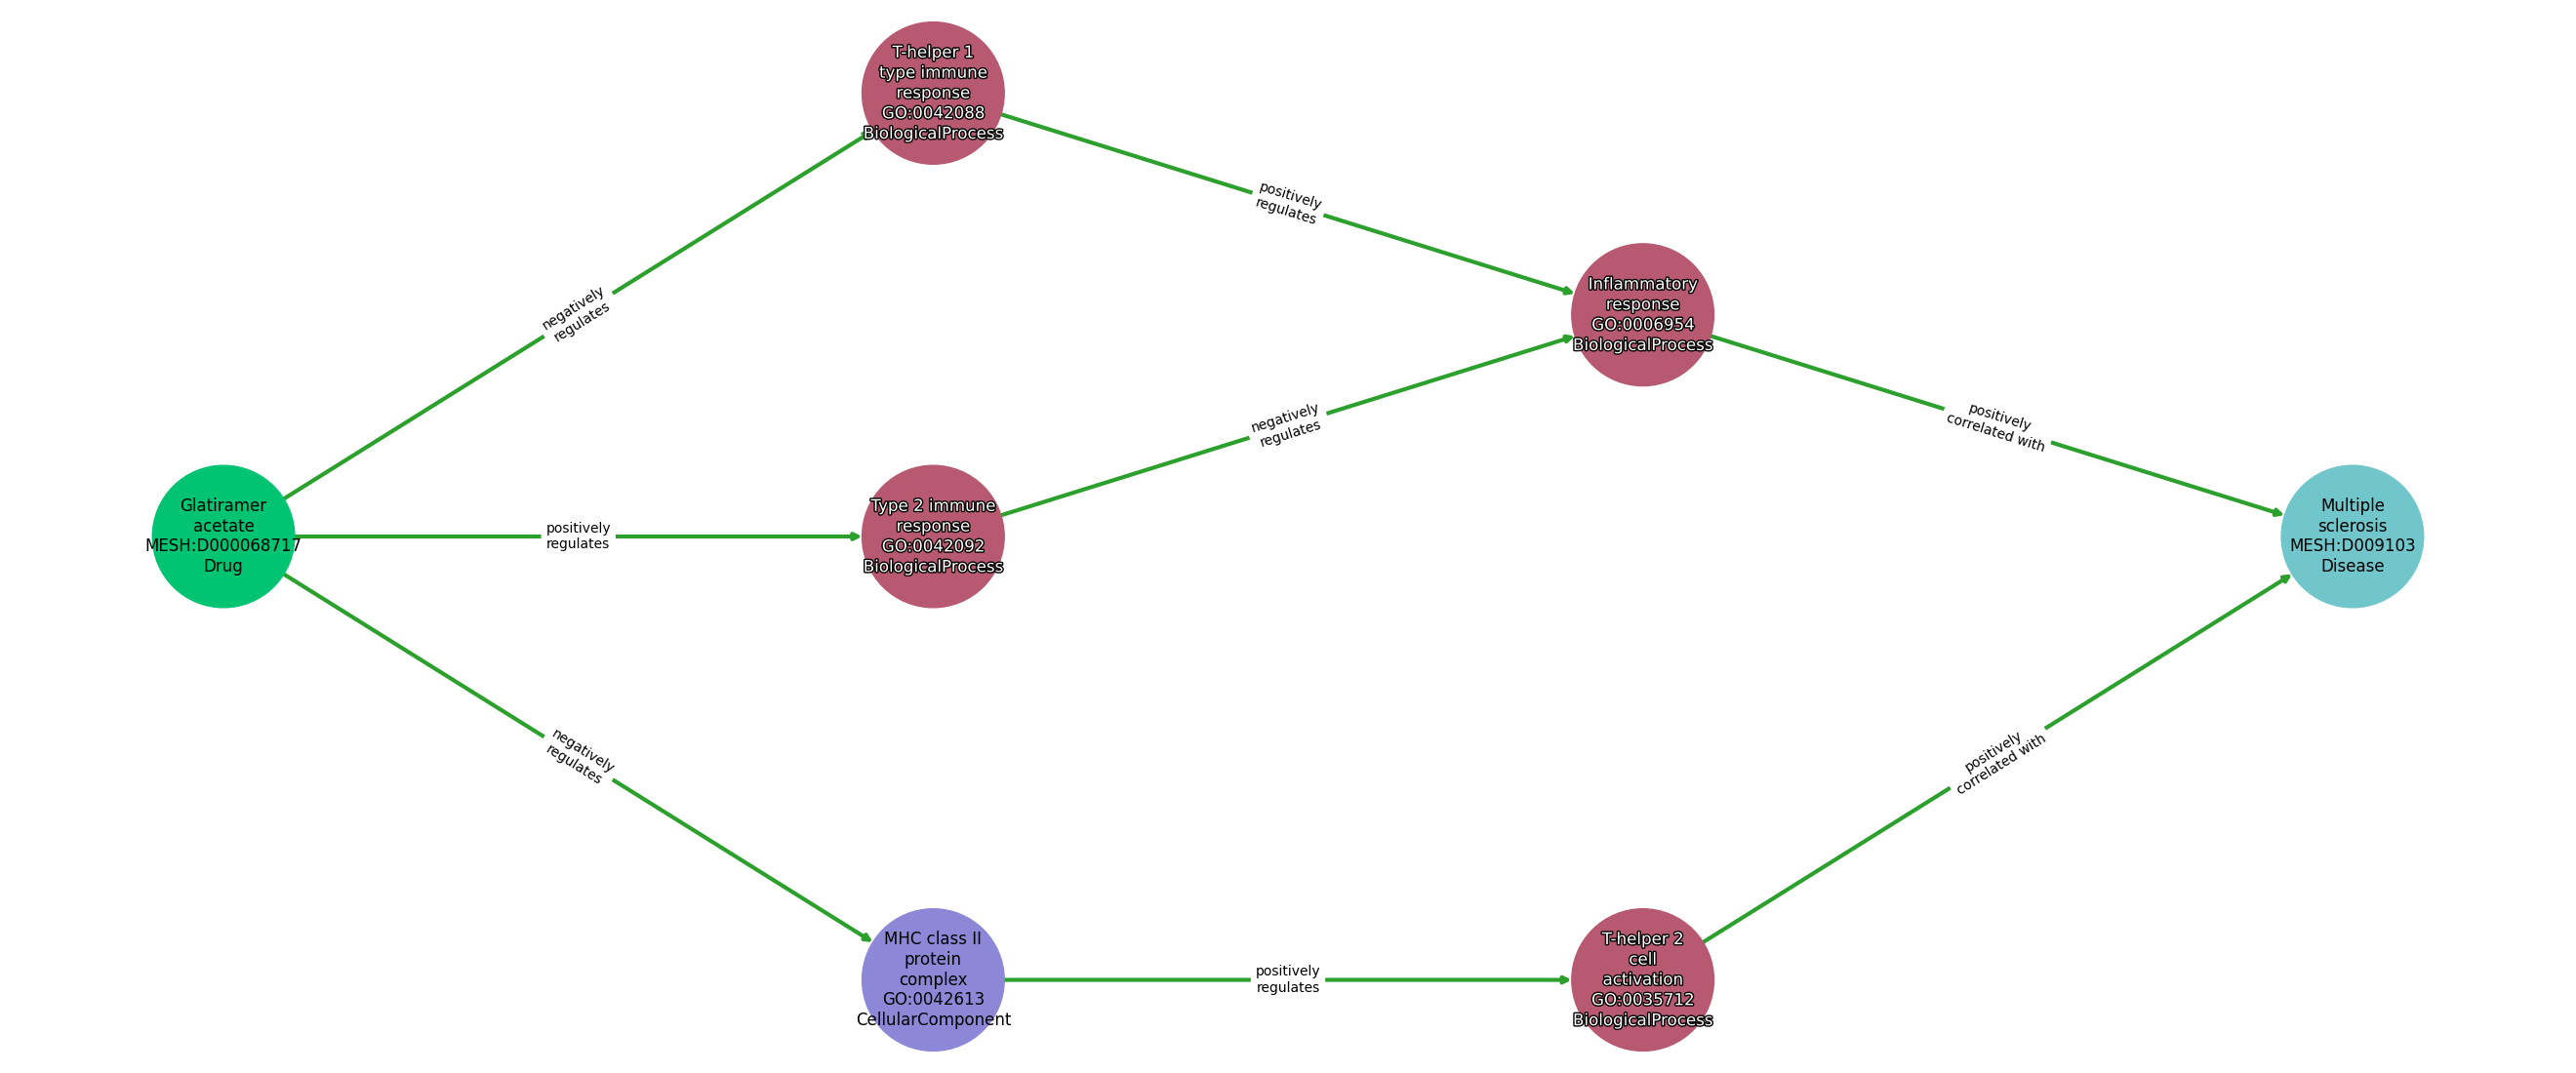 T-helper 1
type immune
response
GO:0042088
BiologicalProcess
positively
regulates
Inflammatory
response
GO:0006954
BiologicalProcess
negatively
regulates
negatively
regulates
positively
correlated with
Glatiramer
acetate
MESH:D000068717
Drug
positively
regulates
Type 2 immune
response
GO:0042092
BiologicalProcess
Multiple
sclerosis
MESH:D009103
Disease
negatively
regulates
positively
correlated with
MHC class II
protein
complex
GO:0042613
CellularComponent
positively
regulates
T-helper 2
cell
activation
GO:0035712
BiologicalProcess